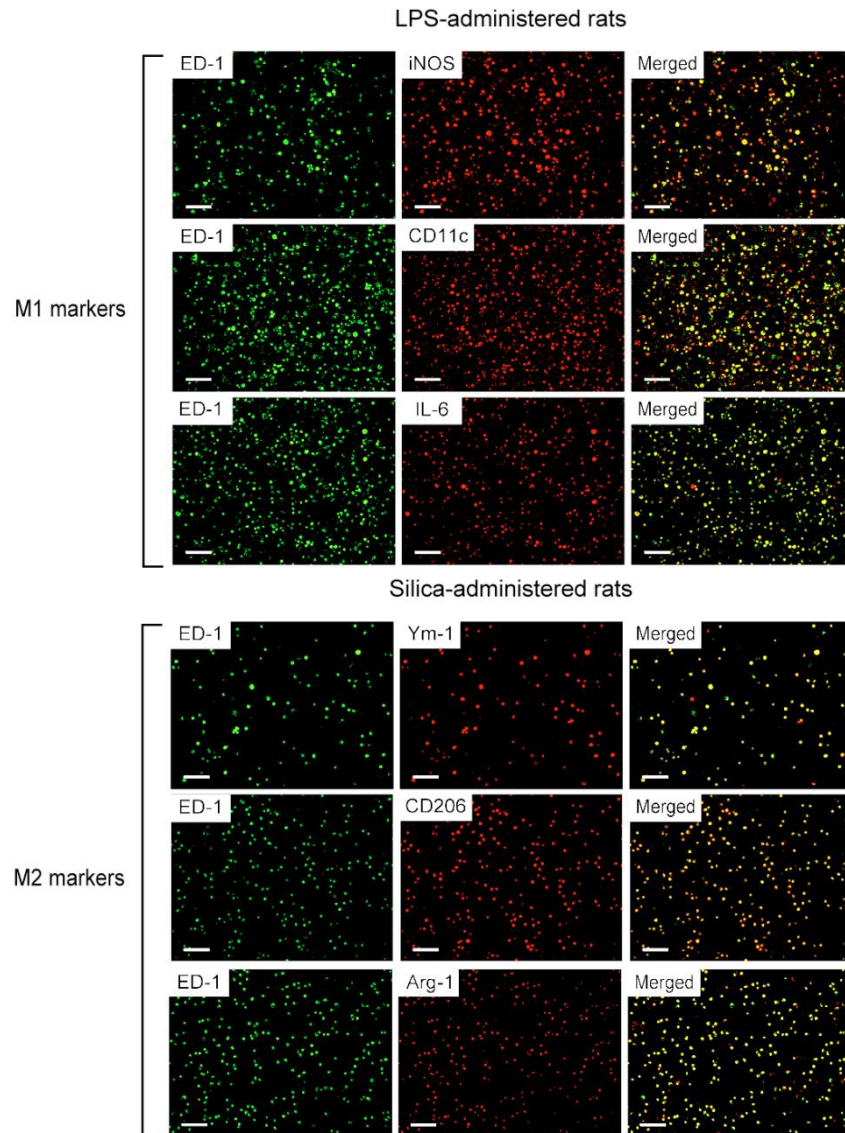 LPS-administered rats
ED-1 iNOS Merged
ED-1 CD11c Merged
M1 markers
ED-1 IL-6 Merged
Silica-administered rats
ED-1 Ym-1 Merged
ED-1 CD206 Merged
M2 markers
ED-1 Arg-1 Merged